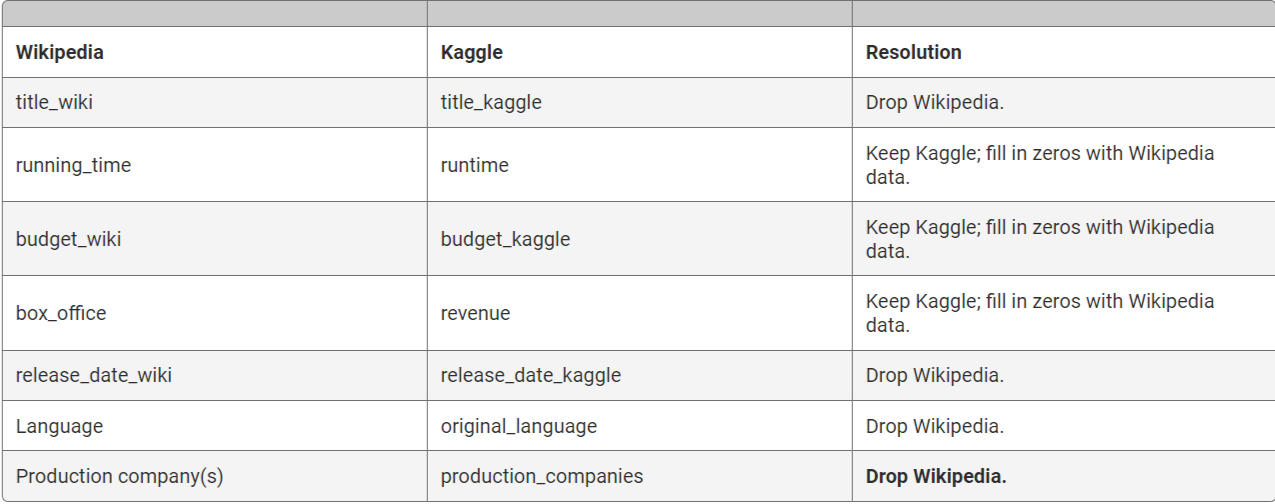 Wikipedia Kaggle Resolution
title_wiki title_kaggle Drop Wikipedia.
running_time runtime Keep Kaggle; fill in zeros with Wikipedia
data.
budget_wiki budget_kaggle Keep Kaggle; fill in zeros with Wikipedia
data.
box_office revenue Keep Kaggle; fill in zeros with Wikipedia
data.
release_date_wiki release_date_kaggle Drop Wikipedia.
Language original_language Drop Wikipedia.
Production company(s) production_companies Drop Wikipedia.